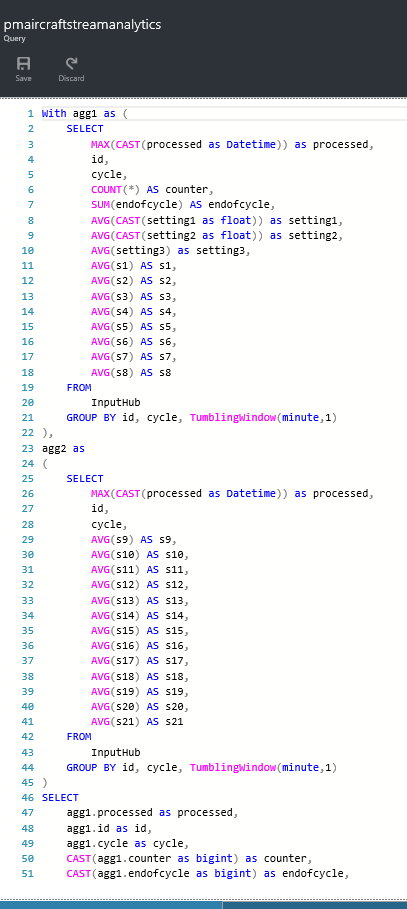 pmaircraftstreamanalytics
Query
Save Discard
1 With agg1 as (
2 SELECT
3 MAX(CAST(processed as Datetime)) as processed,
4 id,
5 cycle,
6 COUNT(*) AS counter,
7 SUM(endofcycle) AS endofcycle,
8 AVG(CAST(setting1 as float)) as setting1,
9 AVG(CAST(setting2 as float)) as setting2,
10 AVG(setting3) as setting3,
11 AVG(s1) AS s1,
12 AVG(s2) AS s2,
13 AVG(s3) AS s3,
14 AVG(s4) AS s4,
15 AVG(s5) AS s5,
16 AVG(s6) AS s6,
17 AVG(s7) AS s7,
18 AVG(s8) AS s8
19 FROM
20 InputHub
21 GROUP BY id, cycle, TumblingWindow(minute,1)
22 ),
23 agg2 as
24 (
25 SELECT
26 MAX(CAST(processed as Datetime)) as processed,
27 id,
28 cycle,
29 AVG(s9) AS s9,
30 AVG(s10) AS s10,
31 AVG(s11) AS s11,
32 AVG(s12) AS s12,
33 AVG(s13) AS s13,
34 AVG(s14) AS s14,
35 AVG(s15) AS s15,
36 AVG(s16) AS s16,
37 AVG(s17) AS s17,
38 AVG(s18) AS s18,
39 AVG(s19) AS s19,
40 AVG(s20) AS s20,
41 AVG(s21) AS s21
42 FROM
43 InputHub
44 GROUP BY id, cycle, TumblingWindow(minute,1)
45 )
46 SELECT
47 agg1.processed as processed,
48 agg1.id as id,
49 agg1.cycle as cycle,
50 CAST(agg1.counter as bigint) as counter,
51 CAST(agg1.endofcycle as bigint) as endofcycle,